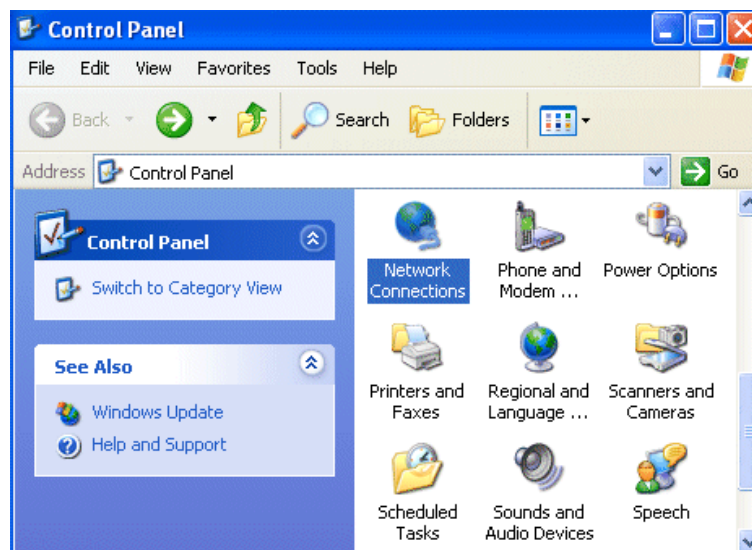 Control Panel
File Edit View Favorites Tools Help
Back Search Folders
Address Control Panel Go
Control Panel
Switch to Category View
See Also
Windows Update
Help and Support
Network
Connections
Phone and
Modem ...
Power Options
Printers and
Faxes
Regional and
Language ...
Scanners and
Cameras
Scheduled
Tasks
Sounds and
Audio Devices
Speech